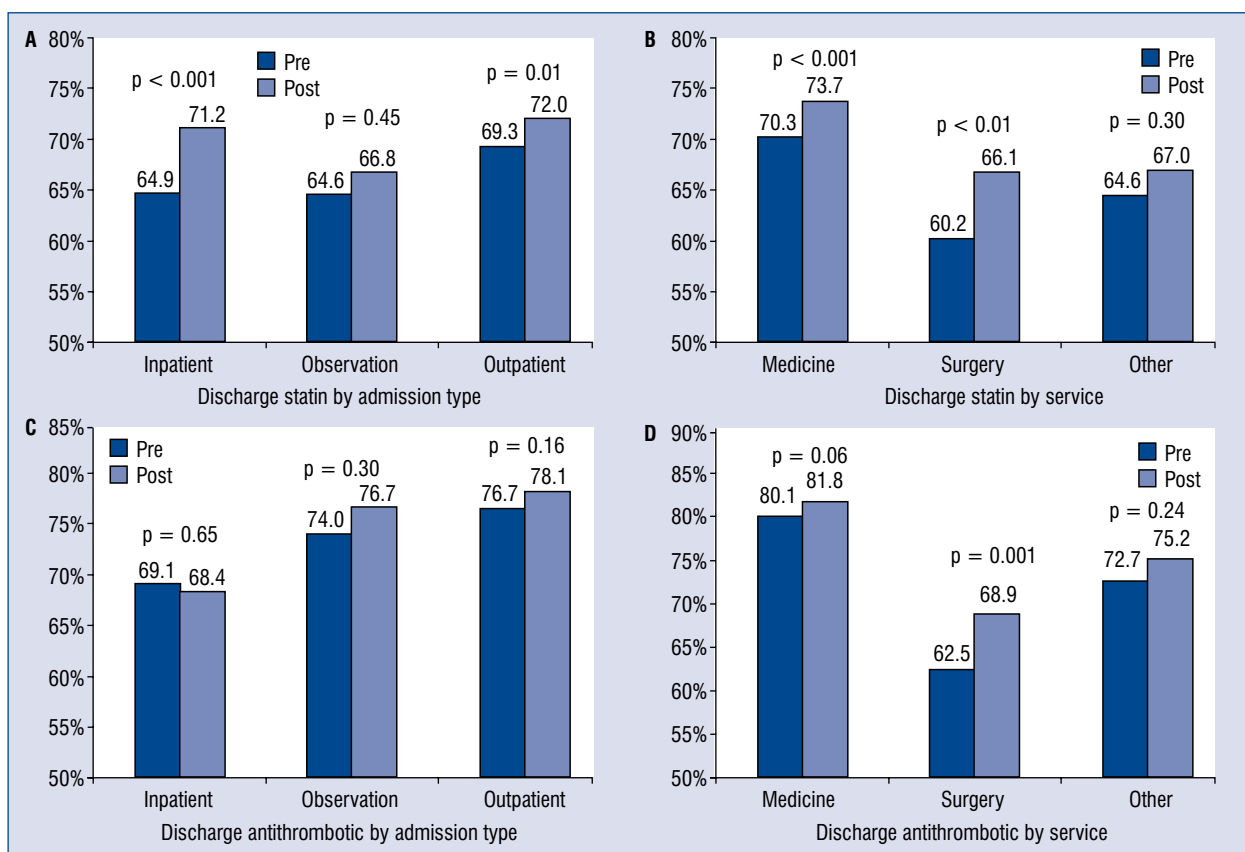 A
80%
75%
70%
65%
60%
55%
50%
Pre
Post
p < 0.001
p = 0.45
p = 0.01
64.9
71.2
64.6
66.8
69.3
72.0
Inpatient
Observation
Outpatient
Discharge statin by admission type
B
80%
75%
70%
65%
60%
55%
50%
Pre
Post
p < 0.001
p < 0.01
p = 0.30
70.3
73.7
60.2
66.1
64.6
67.0
Medicine
Surgery
Other
Discharge statin by service
C
85%
80%
75%
70%
65%
60%
55%
50%
Pre
Post
p = 0.65
p = 0.30
p = 0.16
69.1
68.4
74.0
76.7
76.7
78.1
Inpatient
Observation
Outpatient
Discharge antithrombotic by admission type
D
90%
85%
80%
75%
70%
65%
60%
50%
Pre
Post
p = 0.06
p = 0.001
p = 0.24
80.1
81.8
62.5
68.9
72.7
75.2
Medicine
Surgery
Other
Discharge antithrombotic by service